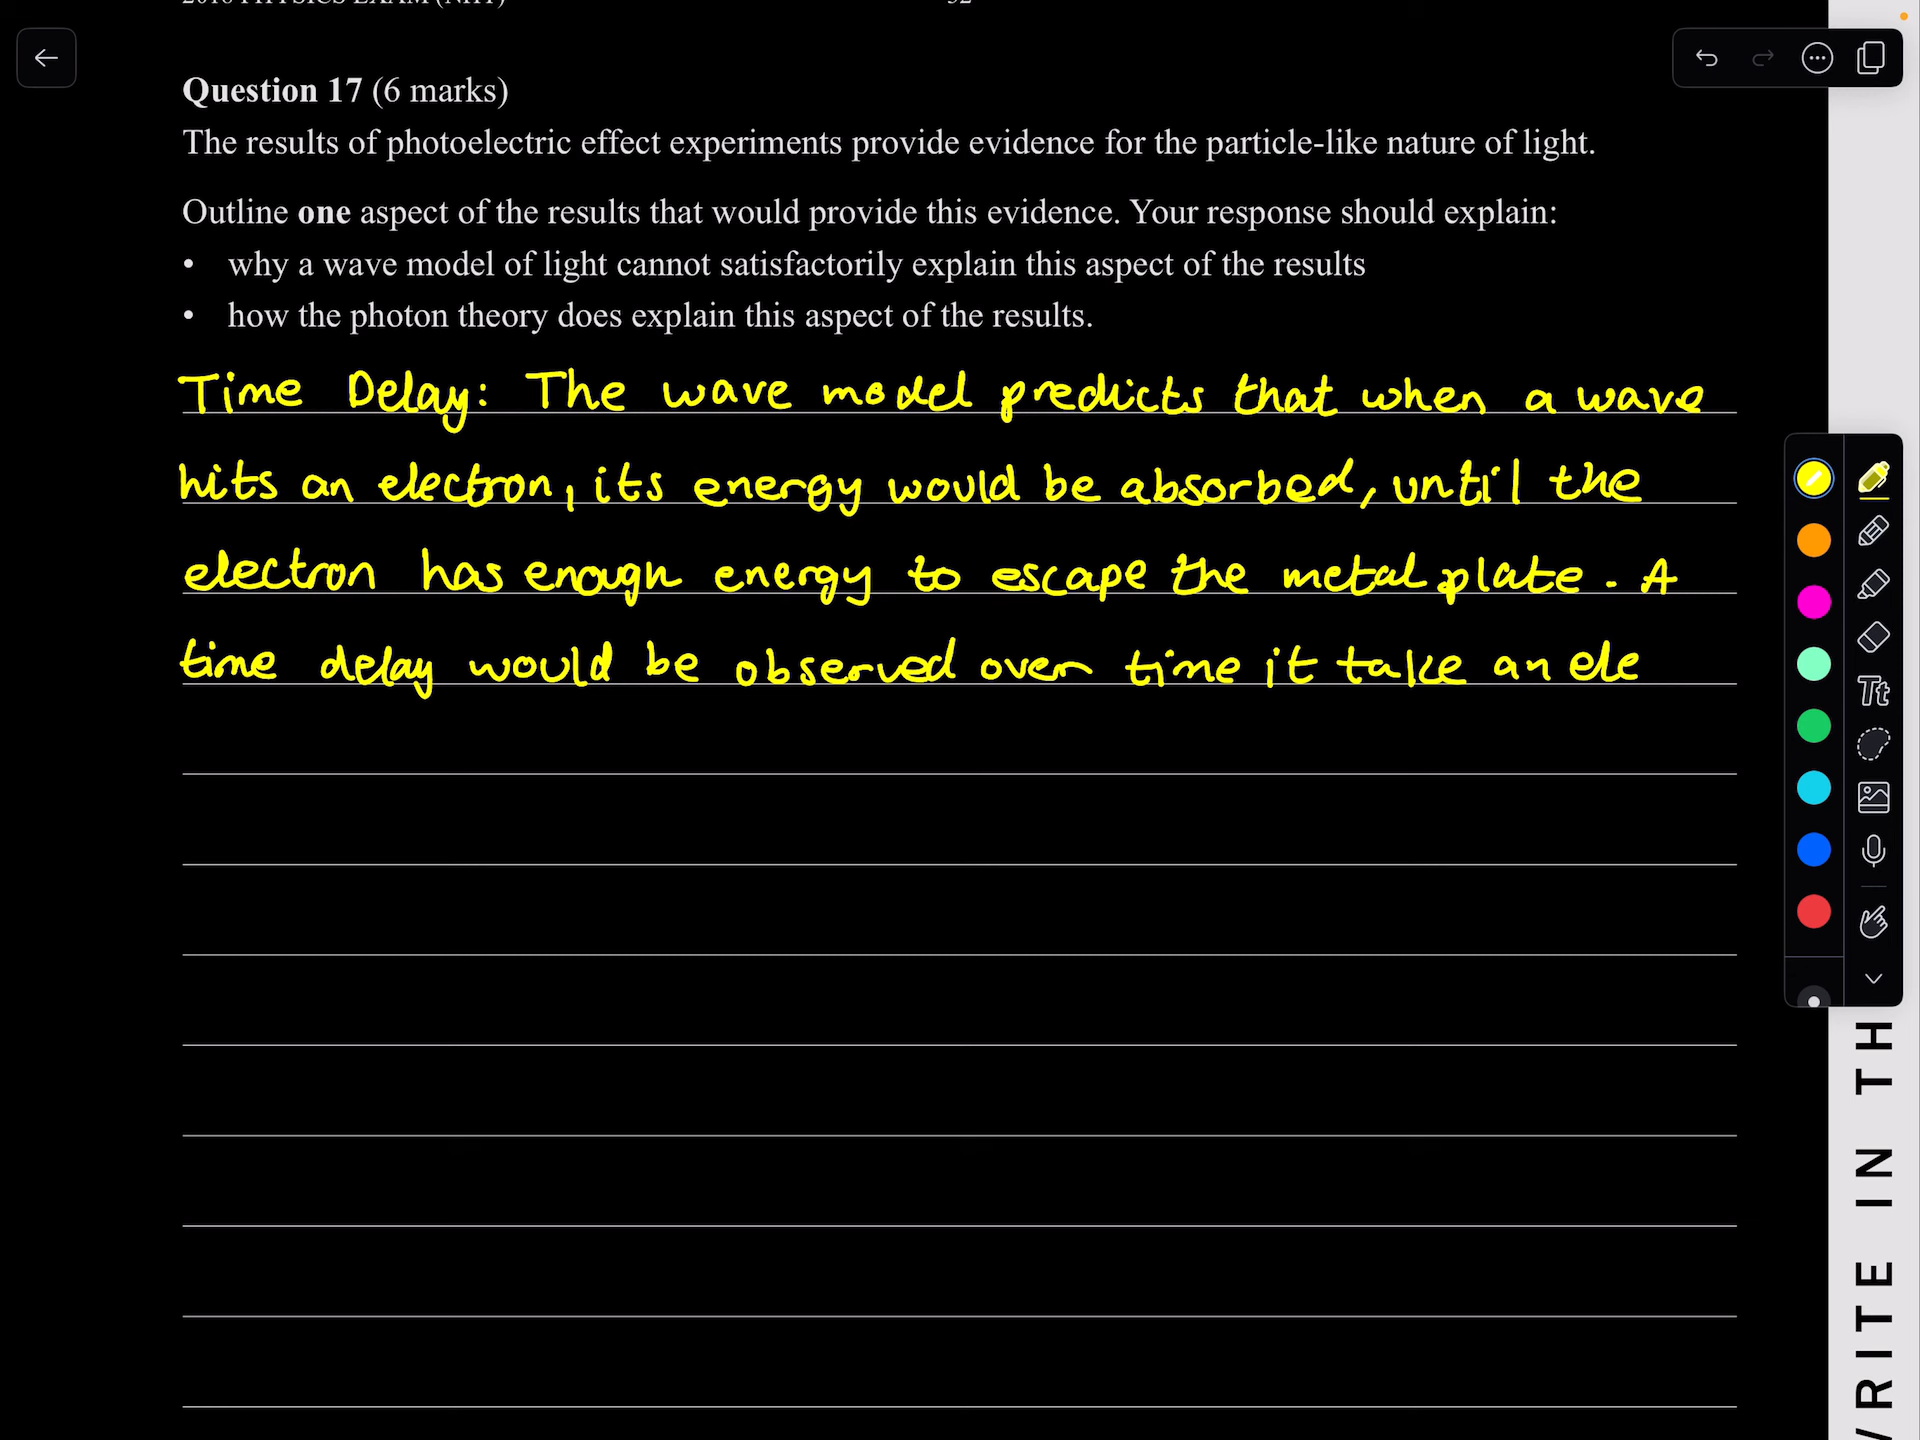 Question 17 (6 marks)
The results of photoelectric effect experiments provide evidence for the particle-like nature of light.
Outline one aspect of the results that would provide this evidence. Your response should explain:
• why a wave model of light cannot satisfactorily explain this aspect of the results
• how the photon theory does explain this aspect of the results.
Time Delay: The wave model predicts that when a wave
hits an electron, its energy would be absorbed, until the
electron has enough energy to escape the metal plate. A
time delay would be observed over time it take an ele
Tt
RITE IN TH